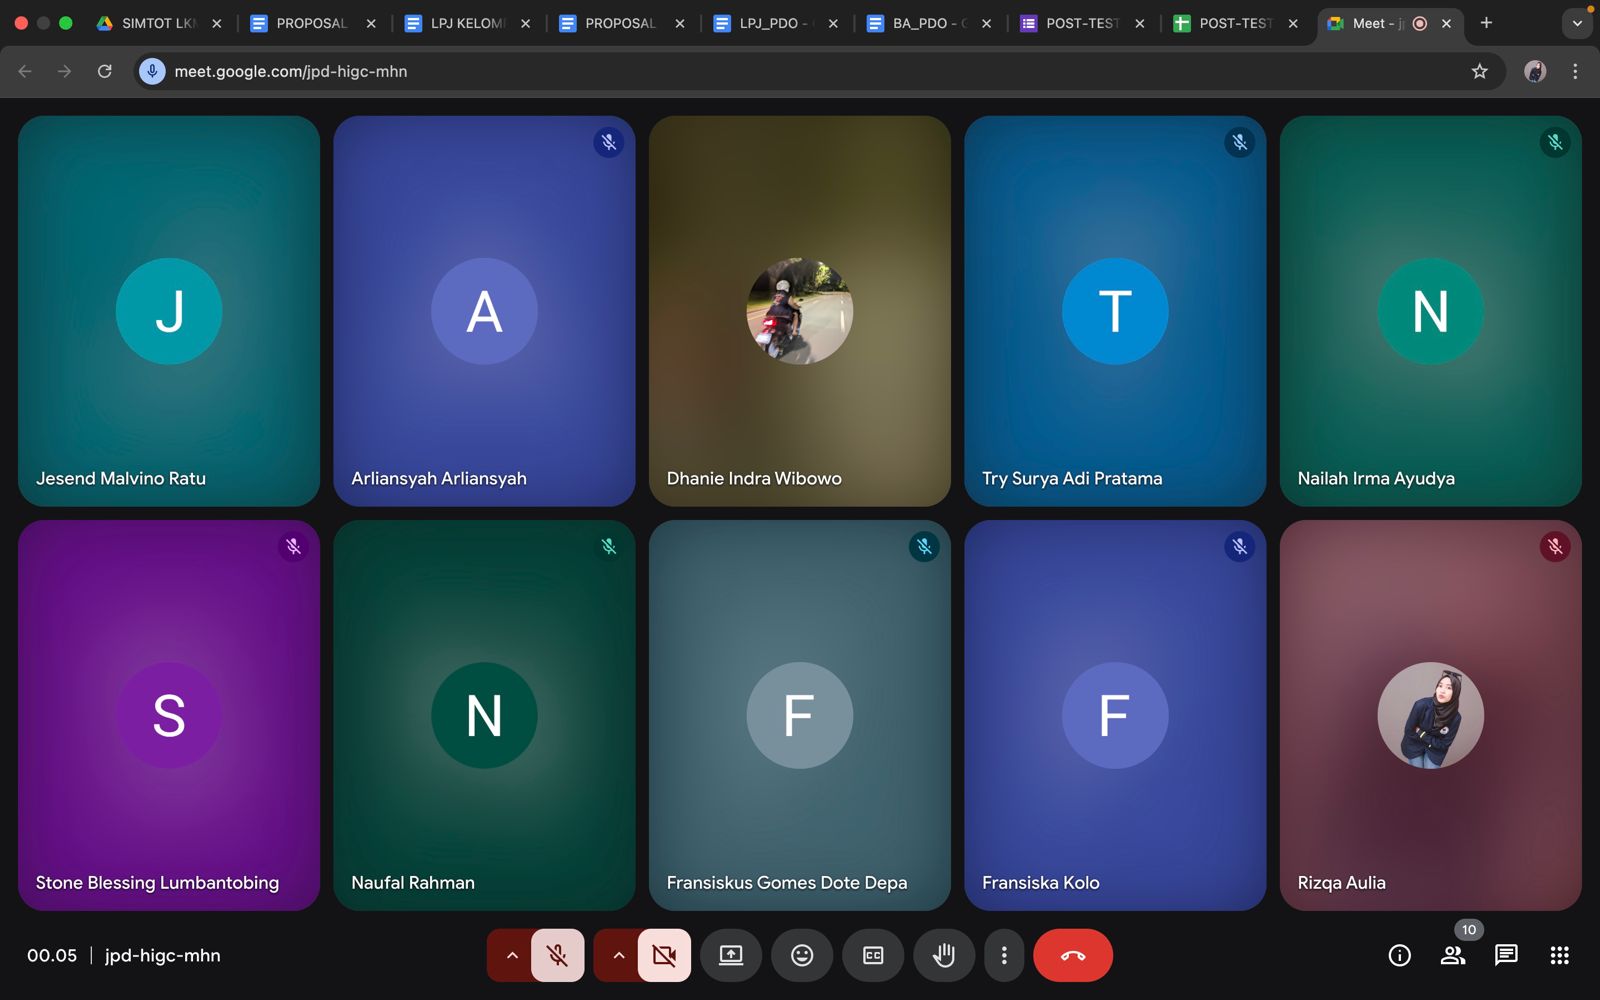 SIMTOT LKM
PROPOSAL
LPJ KELOM
PROPOSAL
LPJ_PDO -
BA_PDO -
POST-TEST
POST-TEST
Meet - j
meet.google.com/jpd-higc-mhn
J
A
T
N
Jesend Malvino Ratu
Arliansyah Arliansyah
Dhanie Indra Wibowo
Try Surya Adi Pratama
Nailah Irma Ayudya
S
N
F
F
Stone Blessing Lumbantobing
Naufal Rahman
Fransiskus Gomes Dote Depa
Fransiska Kolo
Rizqa Aulia
00.05 | jpd-higc-mhn
CC
10